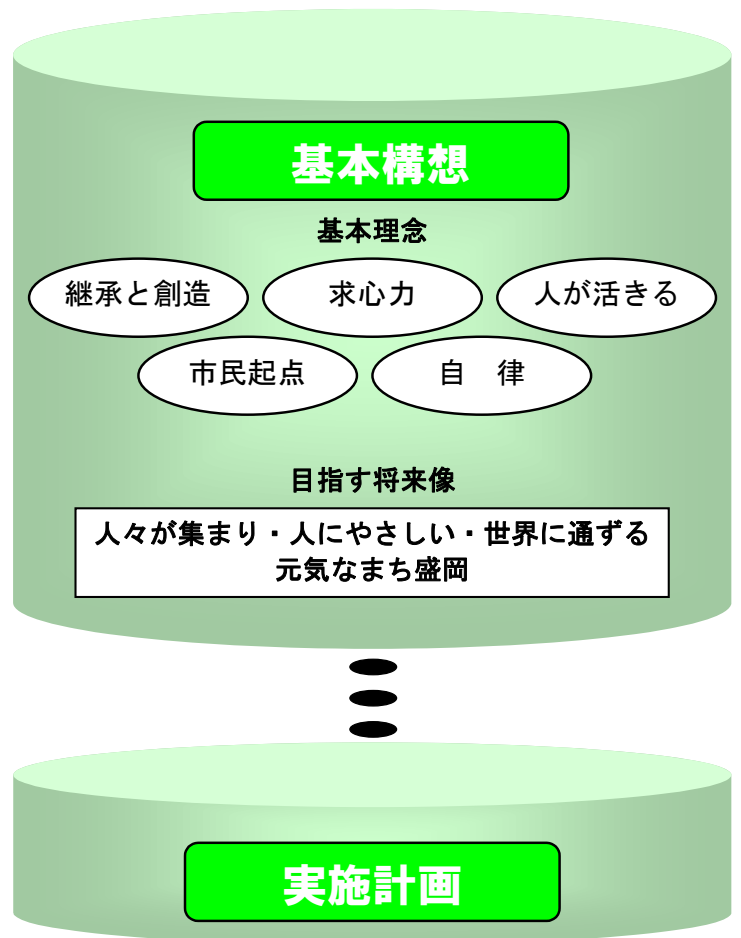 基本構想
基本理念
継承と創造
求心力
人が活きる
市民起点
自　律
目指す将来像
人々が集まり・人にやさしい・世界に通ずる
元気なまち盛岡
実施計画